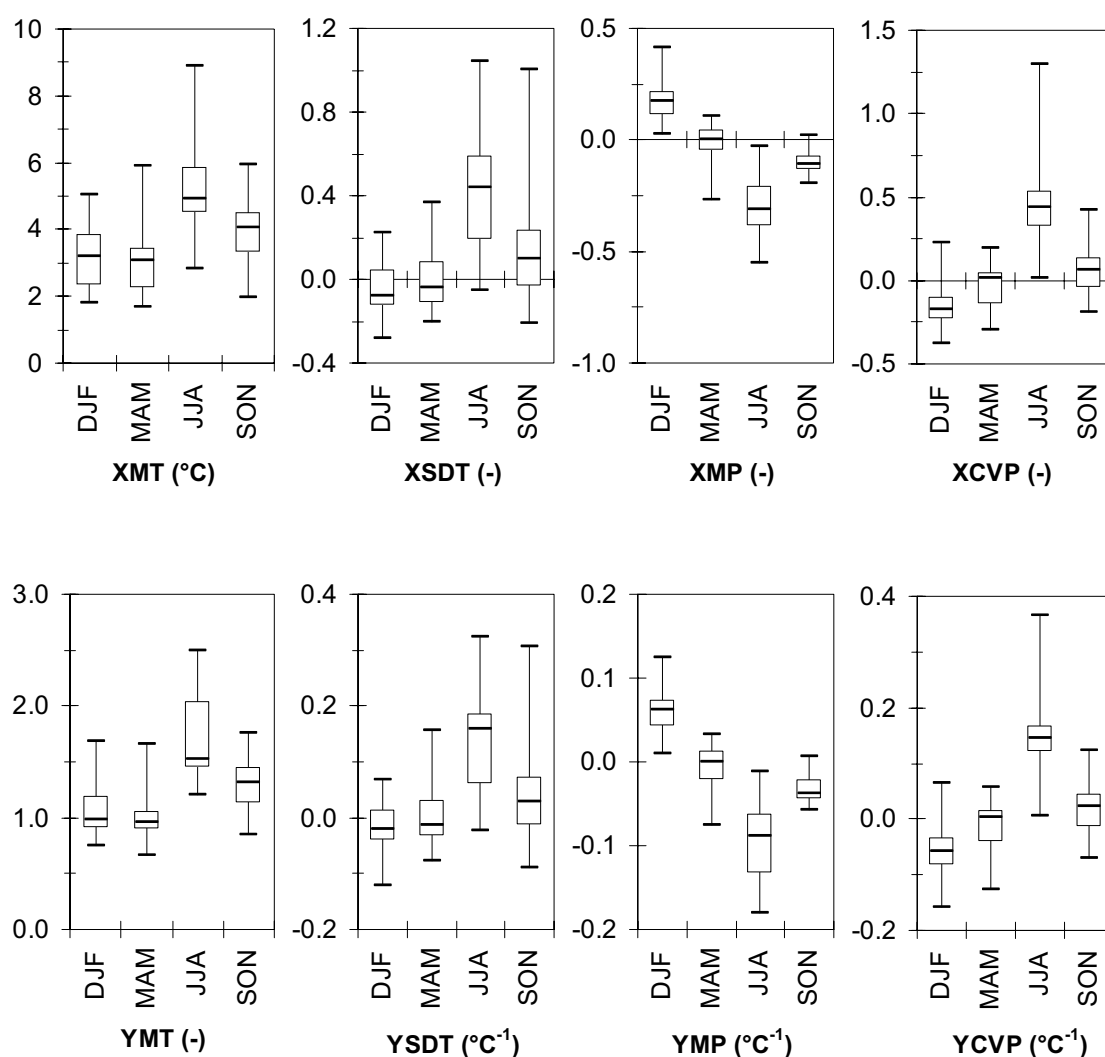 10
8
6
4
2
0
DJF
MAM
JJA
SON
XMT (°C)
1.2
0.8
0.4
0.0
-0.4
DJF
MAM
JJA
SON
XSDT (-)
0.5
0.0
-0.5
-1.0
DJF
MAM
JJA
SON
XMP (-)
1.5
1.0
0.5
0.0
-0.5
DJF
MAM
JJA
SON
XCVP (-)
3.0
2.0
1.0
0.0
DJF
MAM
JJA
SON
YMT (-)
0.4
0.2
0.0
-0.2
DJF
MAM
JJA
SON
YSDT (°C⁻¹)
0.2
0.1
0.0
-0.1
-0.2
DJF
MAM
JJA
SON
YMP (°C⁻¹)
0.4
0.2
0.0
-0.2
DJF
MAM
JJA
SON
YCVP (°C⁻¹)